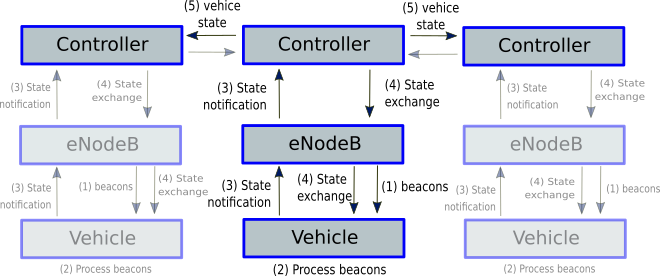 (5) vehice
state
(5) vehice
state
Controller
Controller
Controller
(3) State
notification
(4) State
exchange
(3) State
notification
(4) State
exchange
(3) State
notification
(4) State
exchange
eNodeB
eNodeB
eNodeB
(3) State
notification
(1) beacons
(4) State
exchange
(3) State
notification
(4) State
exchange
(1) beacons
(3) State
notification
(4) State
exchange
(1) beacons
Vehicle
Vehicle
Vehicle
(2) Process beacons
(2) Process beacons
(2) Process beacons